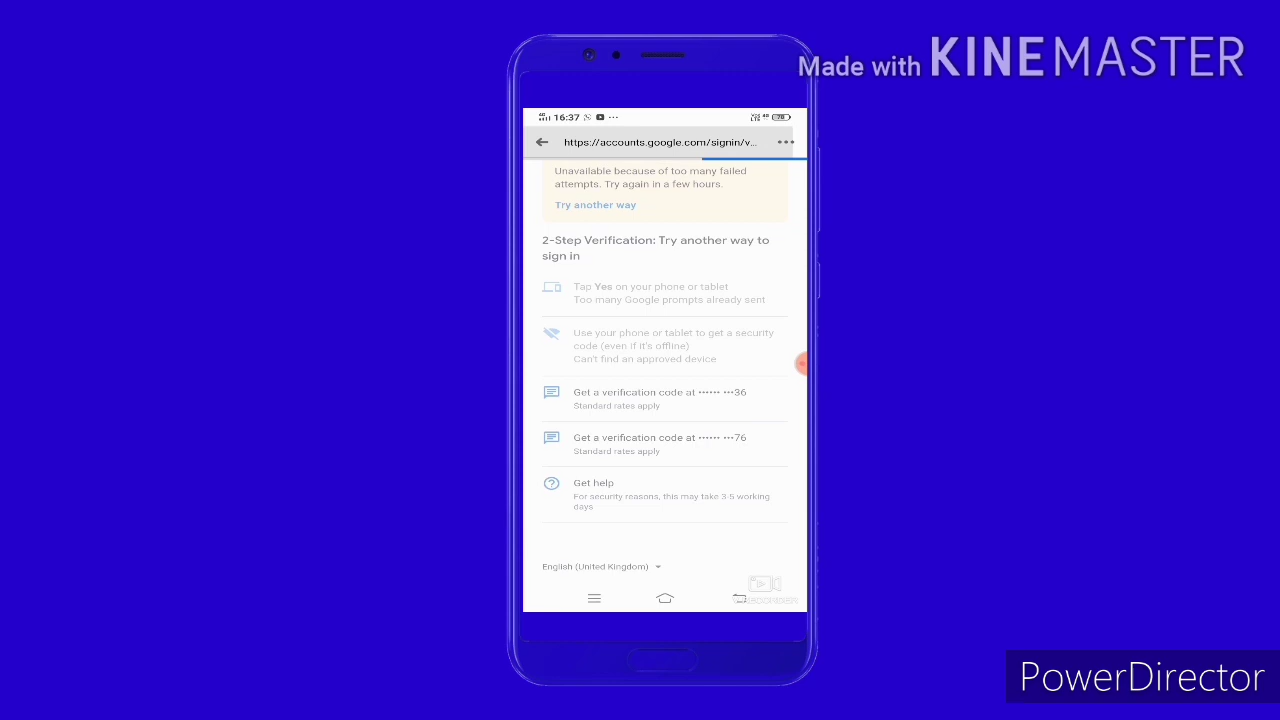 Made with KINEMASTER
16:37
78
https://accounts.google.com/signin/v...
Unavailable because of too many failed
attempts. Try again in a few hours.
Try another way
2-Step Verification: Try another way to
sign in
Tap Yes on your phone or tablet
Too many Google prompts already sent
Use your phone or tablet to get a security
code (even if it's offline)
Can't find an approved device
Get a verification code at •••••• •••36
Standard rates apply
Get a verification code at •••••• •••76
Standard rates apply
Get help
For security reasons, this may take 3-5 working
days
English (United Kingdom)
PowerDirector